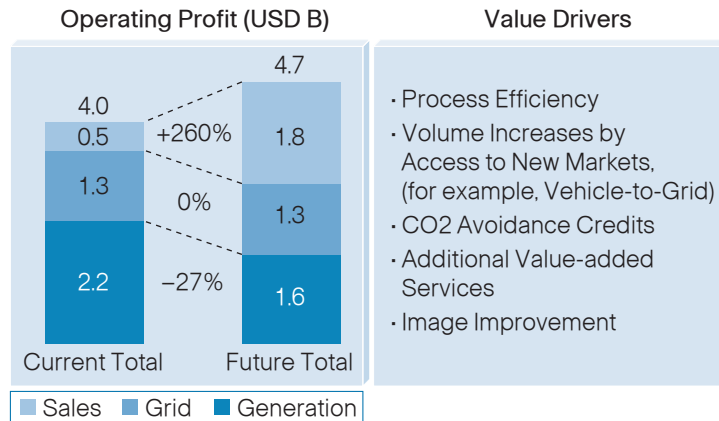 Operating Profit (USD B)
4.0
0.5
1.3
2.2
Current Total
+260%
0%
–27%
4.7
1.8
1.3
1.6
Future Total
Sales
Grid
Generation
Value Drivers
· Process Efficiency
· Volume Increases by
Access to New Markets,
(for example, Vehicle-to-Grid)
· CO2 Avoidance Credits
· Additional Value-added
Services
· Image Improvement